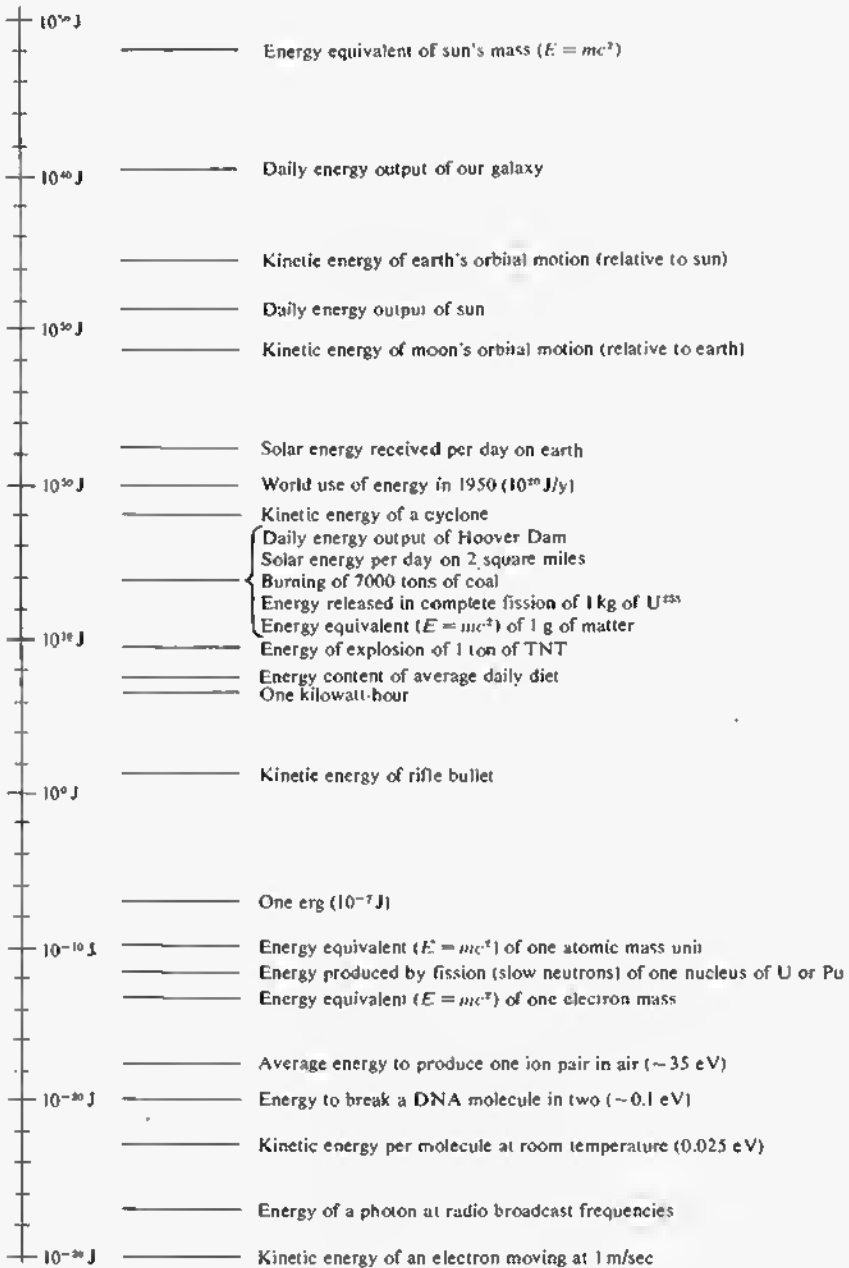 10⁵⁰ J
Energy equivalent of sun's mass (E = mc²)
Daily energy output of our galaxy
10⁴⁰ J
Kinetic energy of earth's orbital motion (relative to sun)
Daily energy output of sun
10³⁰ J
Kinetic energy of moon's orbital motion (relative to earth)
Solar energy received per day on earth
10²⁰ J
World use of energy in 1950 (10²⁰ J/y)
Kinetic energy of a cyclone
Daily energy output of Hoover Dam
Solar energy per day on 2 square miles
Burning of 7000 tons of coal
Energy released in complete fission of 1 kg of U²³⁵
Energy equivalent (E = mc²) of 1 g of matter
10¹⁰ J
Energy of explosion of 1 ton of TNT
Energy content of average daily diet
One kilowatt-hour
Kinetic energy of rifle bullet
10⁰ J
One erg (10⁻⁷ J)
10⁻¹⁰ J
Energy equivalent (E = mc²) of one atomic mass unit
Energy produced by fission (slow neutrons) of one nucleus of U or Pu
Energy equivalent (E = mc²) of one electron mass
Average energy to produce one ion pair in air (~35 eV)
10⁻²⁰ J
Energy to break a DNA molecule in two (~0.1 eV)
Kinetic energy per molecule at room temperature (0.025 eV)
Energy of a photon at radio broadcast frequencies
10⁻³⁰ J
Kinetic energy of an electron moving at 1 m/sec